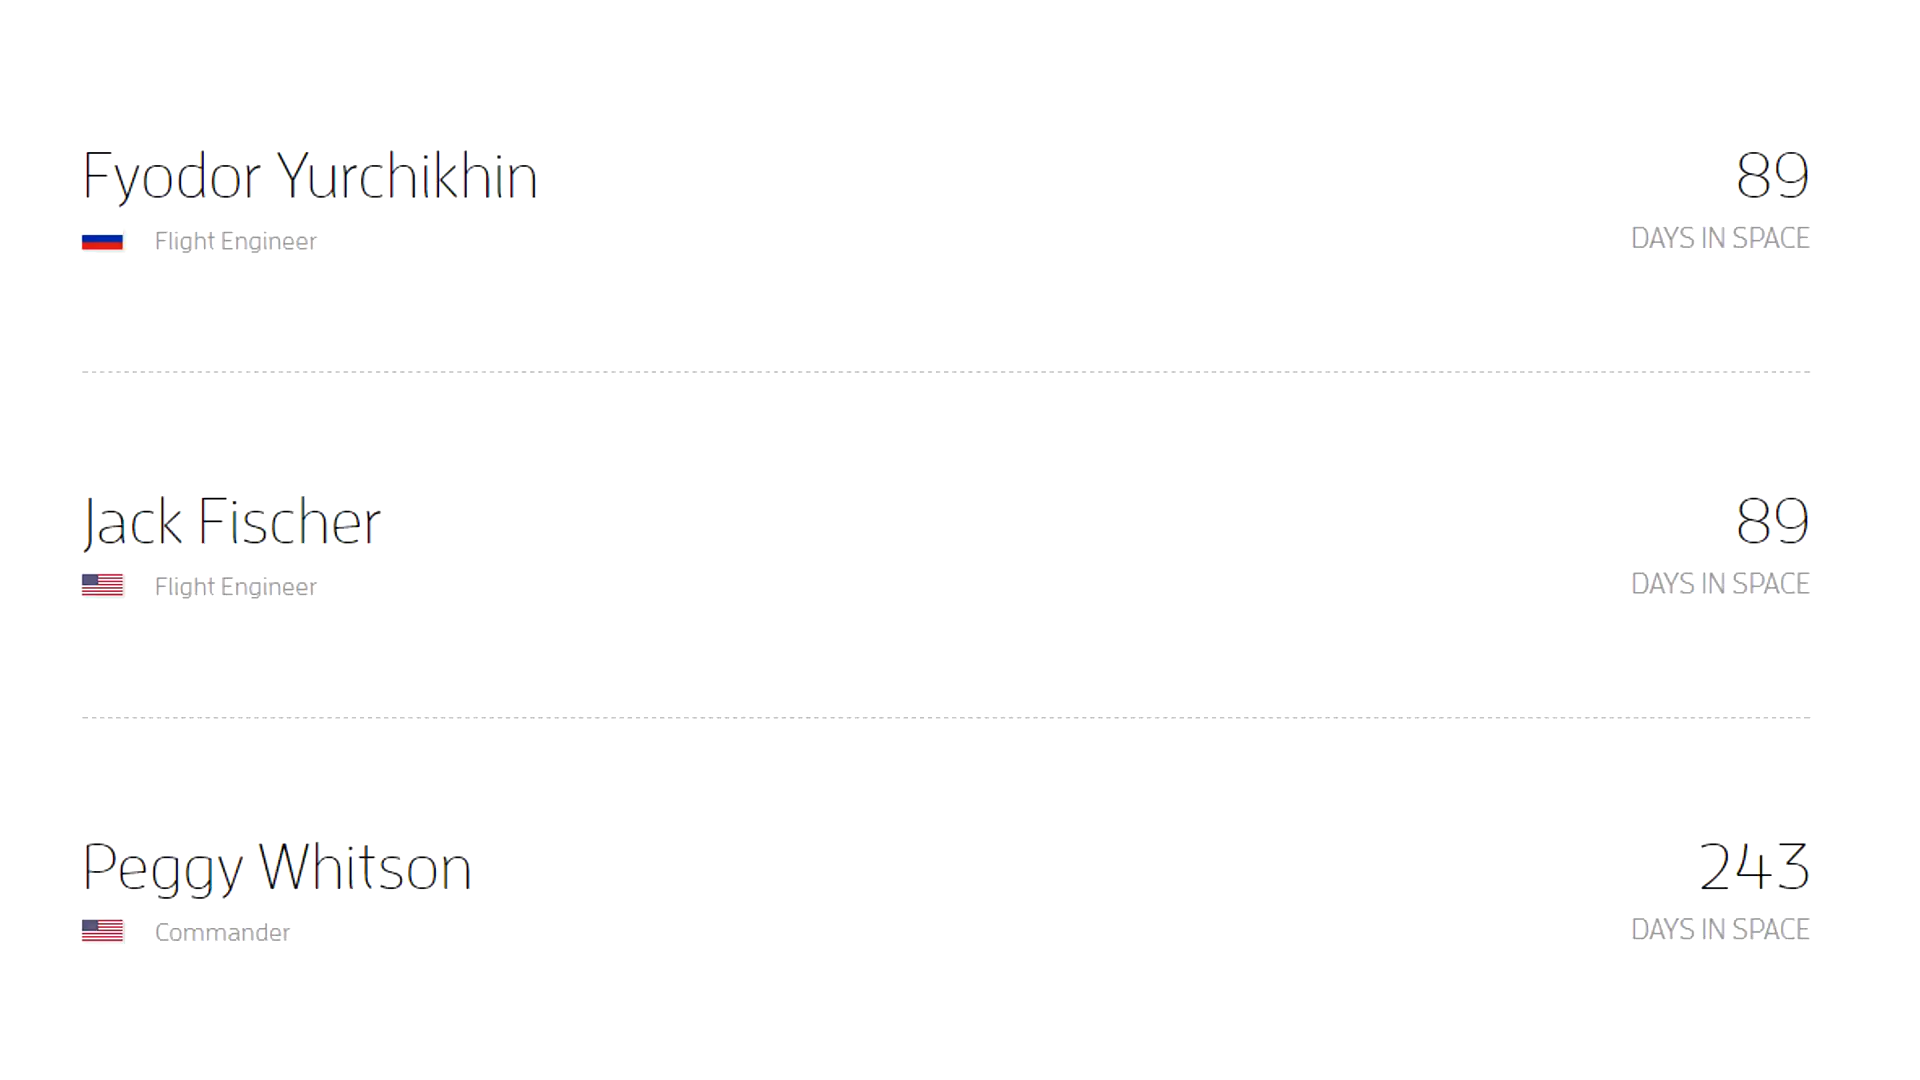 Fyodor Yurchikhin
89
Flight Engineer
DAYS IN SPACE
Jack Fischer
89
Flight Engineer
DAYS IN SPACE
Peggy Whitson
243
Commander
DAYS IN SPACE